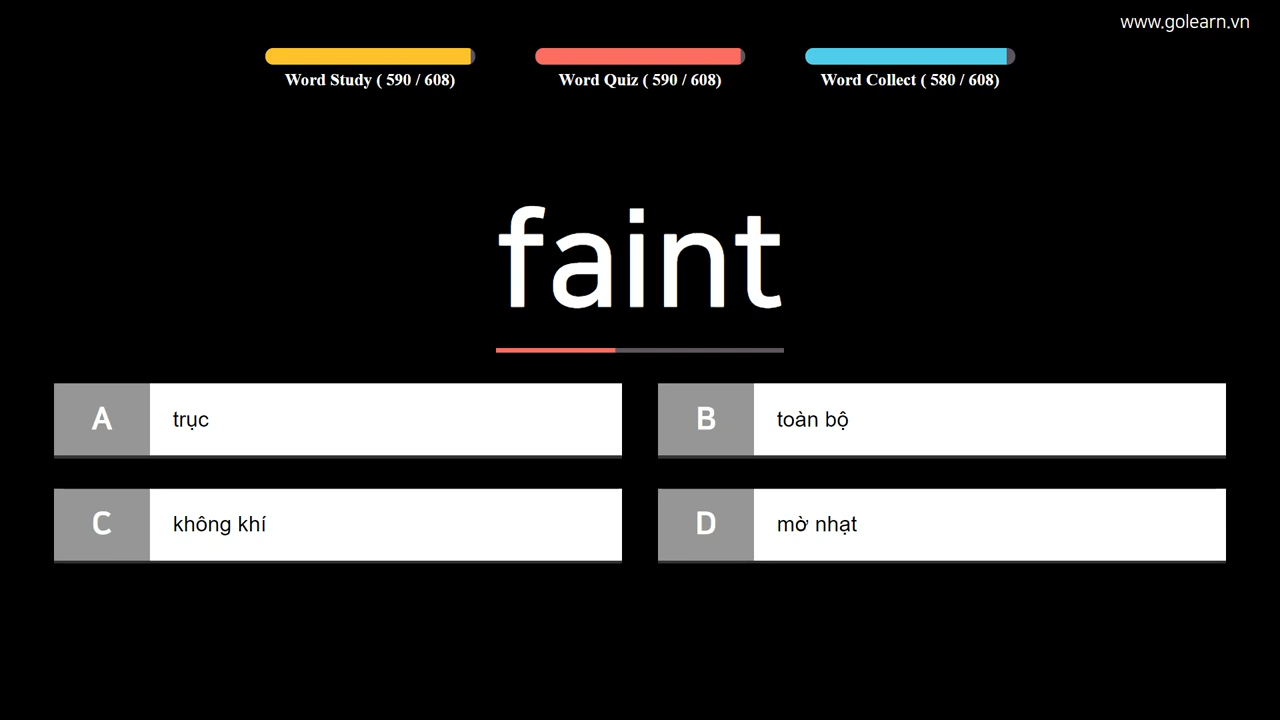 www.golearn.vn
Word Study ( 590 / 608)
Word Quiz ( 590 / 608)
Word Collect ( 580 / 608)
faint
A trục
B toàn bộ
C không khí
D mờ nhạt